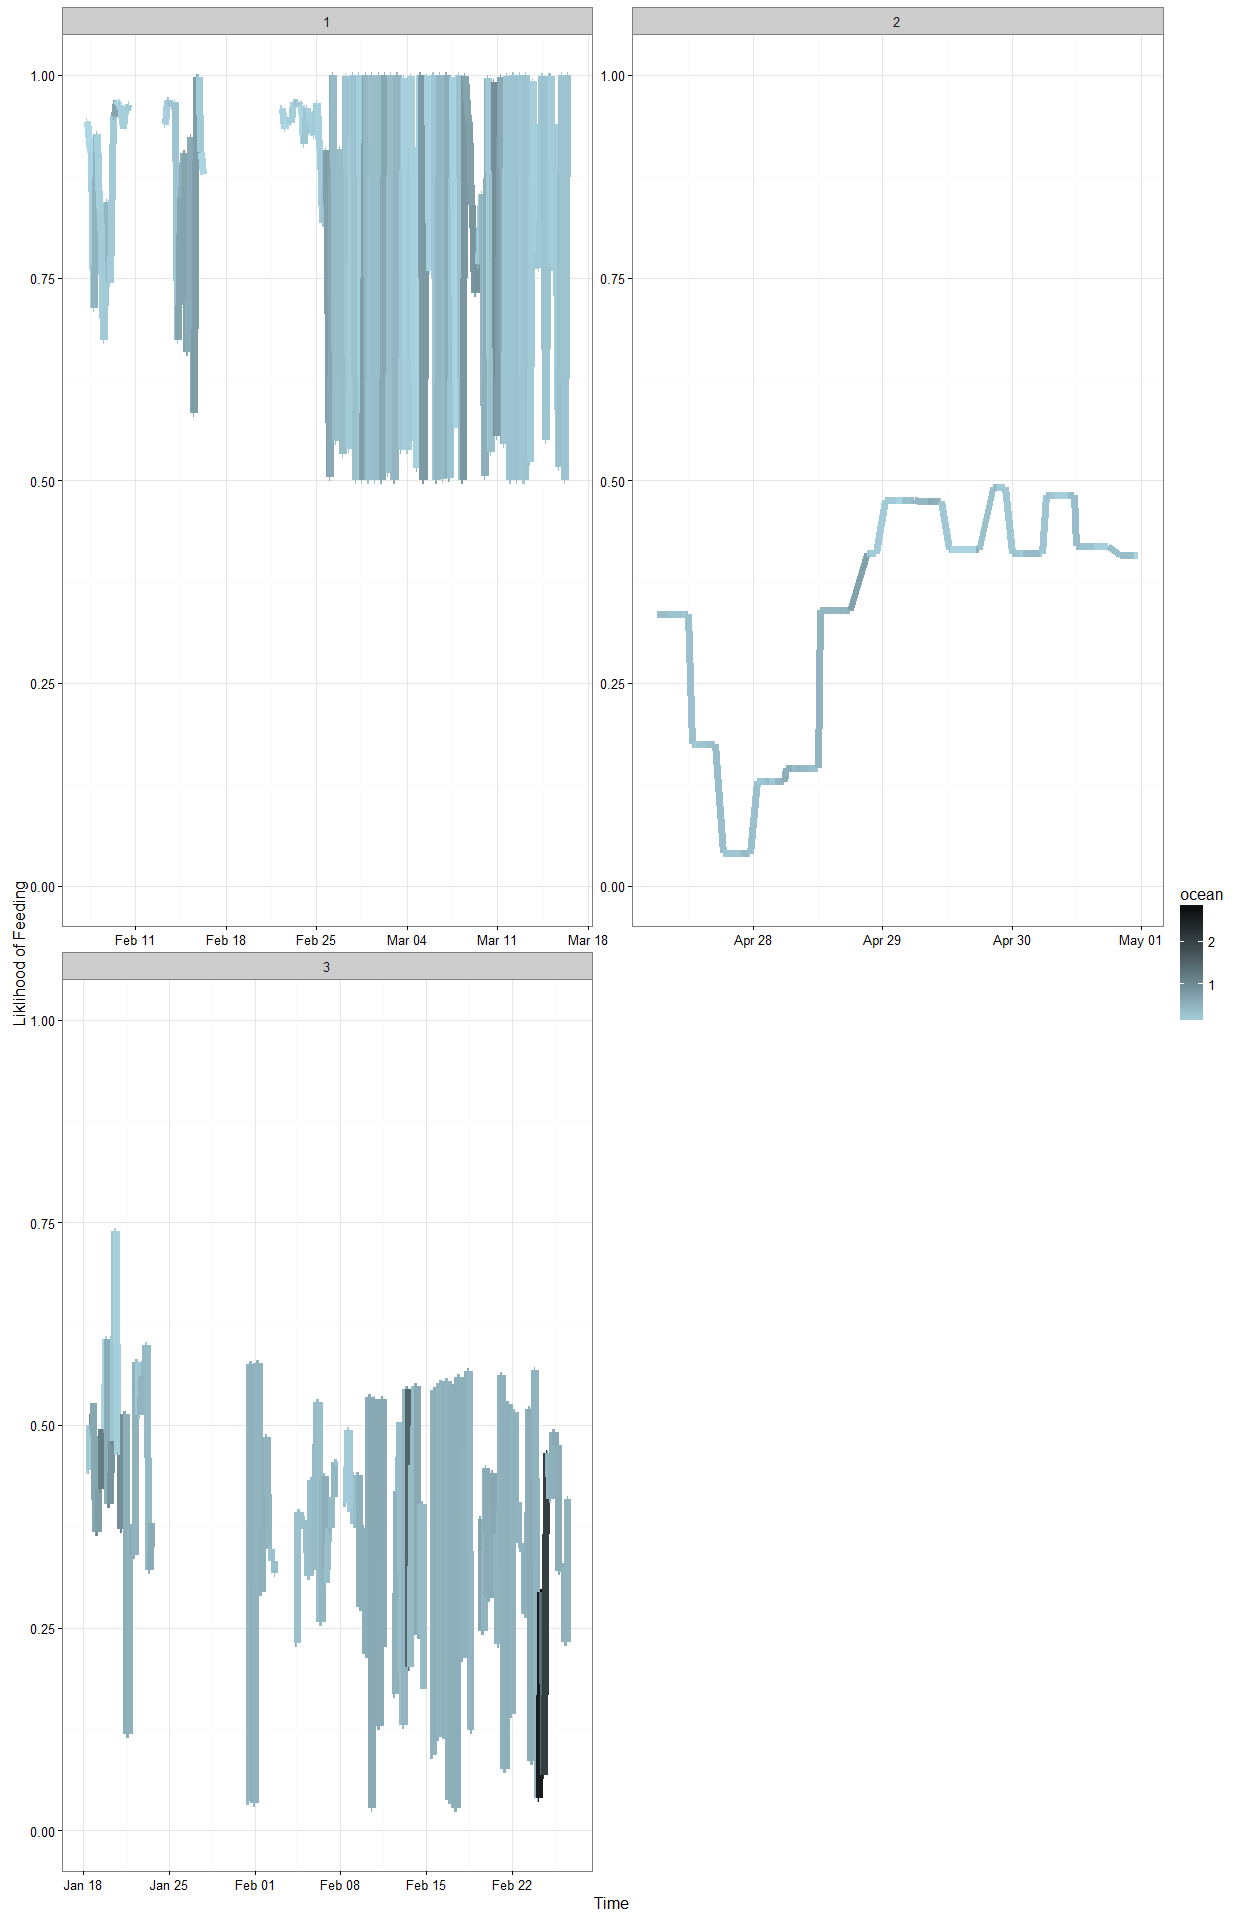 1
2
1.00
0.75
0.50
0.25
0.00
Feb 11
Feb 18
Feb 25
Mar 04
Mar 11
Mar 18
1.00
0.75
0.50
0.25
0.00
Apr 28
Apr 29
Apr 30
May 01
3
1.00
0.75
0.50
0.25
0.00
Jan 18
Jan 25
Feb 01
Feb 08
Feb 15
Feb 22
Liklihood of Feeding
Time
ocean
2
1